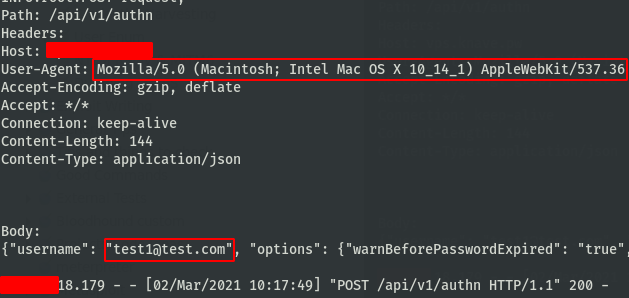 Path: /api/v1/authn
Headers:
Host:
User-Agent: Mozilla/5.0 (Macintosh; Intel Mac OS X 10_14_1) AppleWebKit/537.36
Accept-Encoding: gzip, deflate
Accept: */*
Connection: keep-alive
Content-Length: 144
Content-Type: application/json
Body:
{"username": "test1@test.com", "options": {"warnBeforePasswordExpired": "true",
18.179 - - [02/Mar/2021 10:17:49] "POST /api/v1/authn HTTP/1.1" 200 -